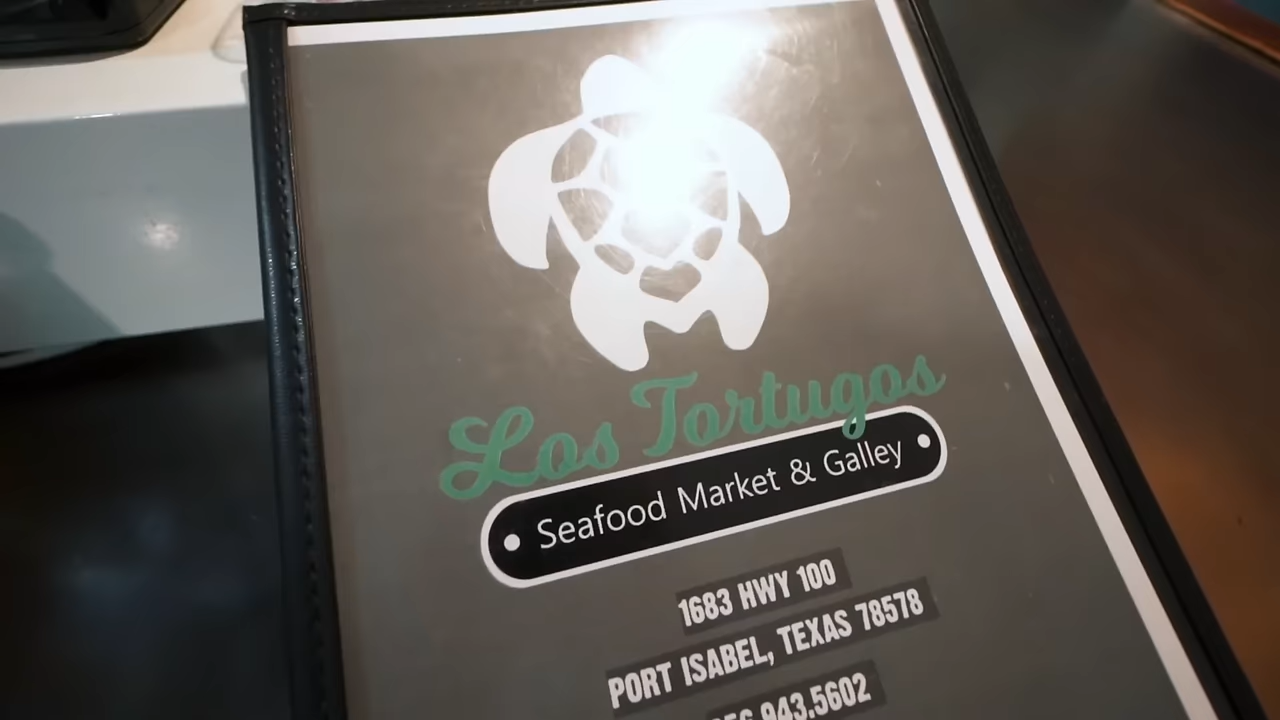 Los Tortugos
Seafood Market & Galley
1683 HWY 100
PORT ISABEL, TEXAS 78578
943.5602